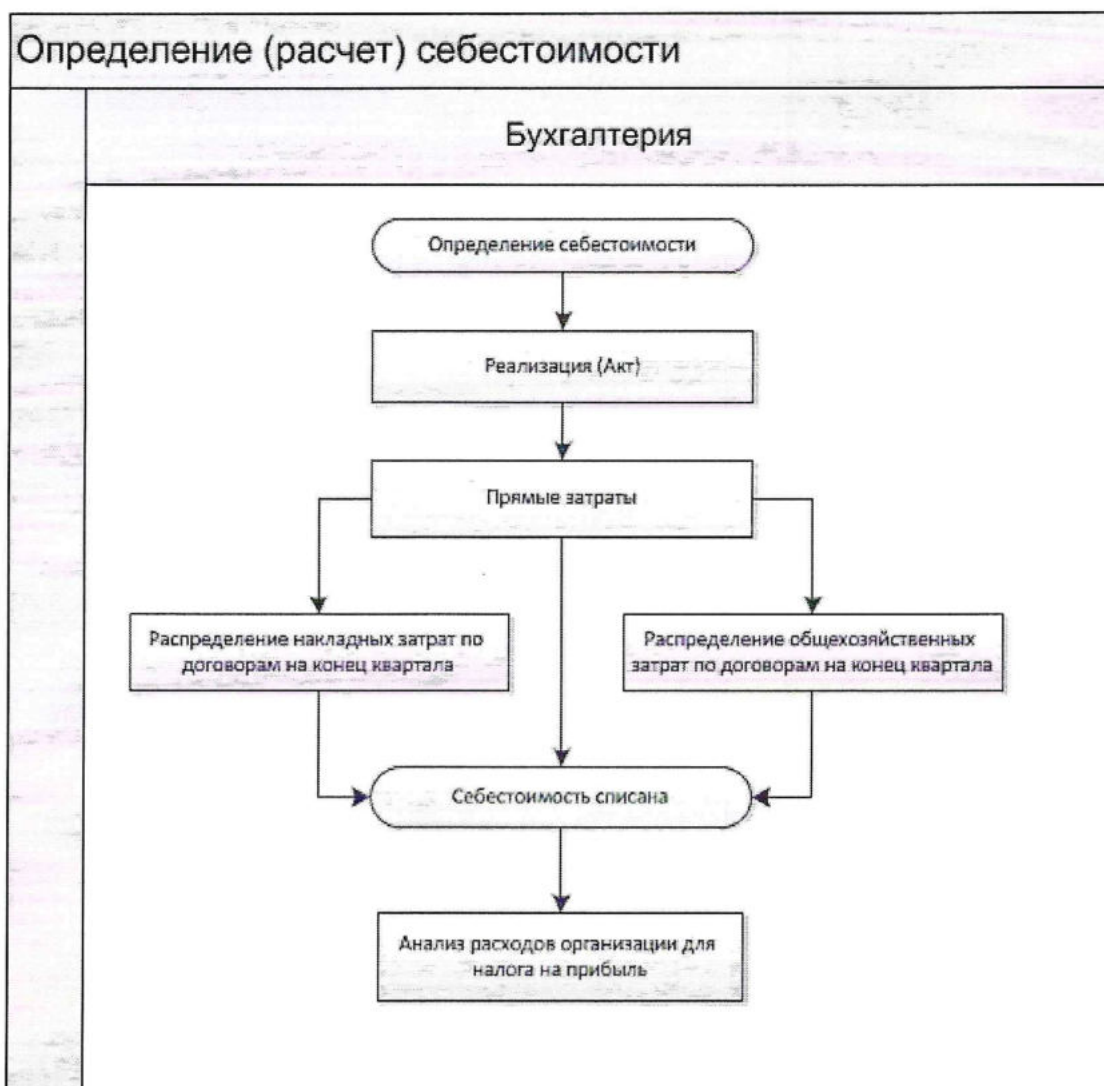 Определение (расчет) себестоимости
Бухгалтерия
Определение себестоимости
Реализация (Акт)
Прямые затраты
Распределение накладных затрат по
договорам на конец квартала
Распределение общехозяйственных
затрат по договорам на конец квартала
Себестоимость списана
Анализ расходов организации для
налога на прибыль